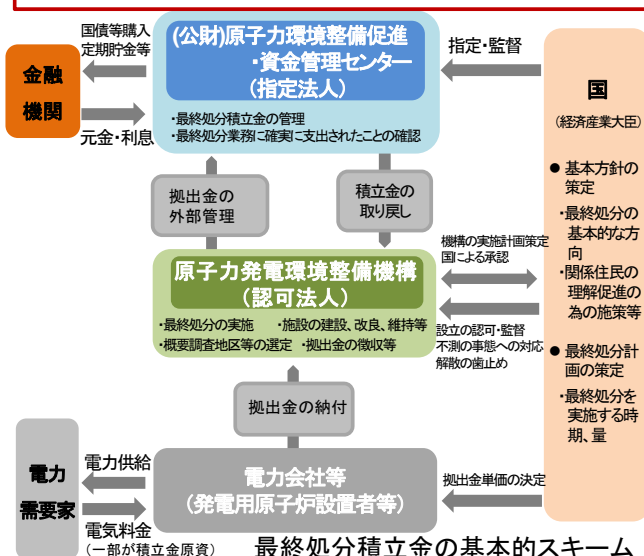 国債等購入
定期貯金等
金融
機関
元金・利息
(公財)原子力環境整備促進
・資金管理センター
(指定法人)
・最終処分積立金の管理
・最終処分業務に確実に支出されたことの確認
指定・監督
国
(経済産業大臣)
● 基本方針の
策定
・最終処分の
基本的な方
向
・関係住民の
理解促進の
為の施策等
● 最終処分計
画の策定
・最終処分を
実施する時
期、量
拠出金の
外部管理
積立金の
取り戻し
機構の実施計画策定
国による承認
原子力発電環境整備機構
(認可法人)
・最終処分の実施 ・施設の建設、改良、維持等
・概要調査地区等の選定 ・拠出金の徴収等
設立の認可・監督
不測の事態への対応
解散の歯止め
拠出金の納付
電力
需要家
電力供給
電気料金
(一部が積立金原資)
電力会社等
(発電用原子炉設置者等)
拠出金単価の決定
最終処分積立金の基本的スキーム